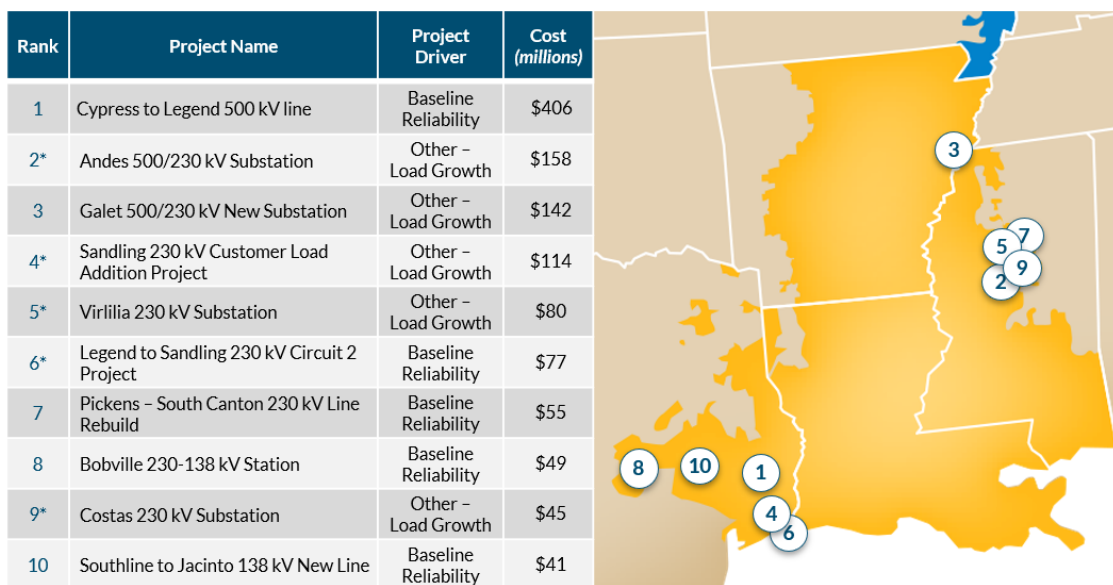 Rank
Project Name
Project
Driver
Cost
(millions)
1
Cypress to Legend 500 kV line
Baseline
Reliability
$406
2*
Andes 500/230 kV Substation
Other –
Load Growth
$158
3
Galet 500/230 kV New Substation
Other –
Load Growth
$142
4*
Sandling 230 kV Customer Load
Addition Project
Other –
Load Growth
$114
5*
Virlilia 230 kV Substation
Other –
Load Growth
$80
6*
Legend to Sandling 230 kV Circuit 2
Project
Baseline
Reliability
$77
7
Pickens – South Canton 230 kV Line
Rebuild
Baseline
Reliability
$55
8
Bobville 230-138 kV Station
Baseline
Reliability
$49
9*
Costas 230 kV Substation
Other –
Load Growth
$45
10
Southline to Jacinto 138 kV New Line
Baseline
Reliability
$41
3
7
5
9
2
8
10
1
4
6